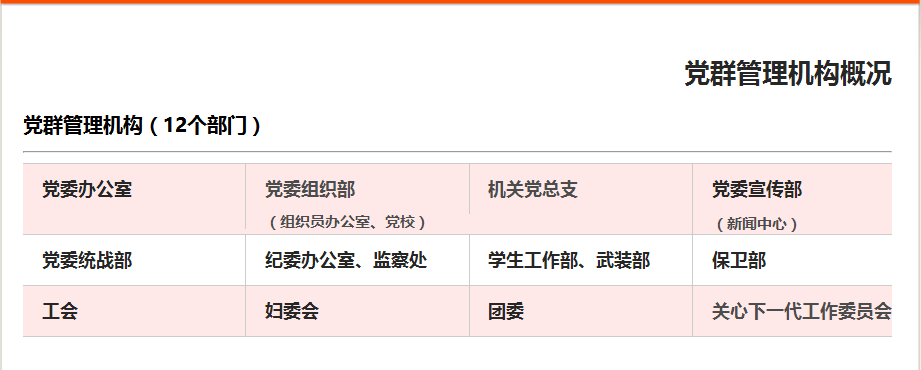 党群管理机构概况
党群管理机构（12个部门）
党委办公室 党委组织部 机关党总支 党委宣传部
（组织员办公室、党校） （新闻中心）
党委统战部 纪委办公室、监察处 学生工作部、武装部 保卫部
工会 妇委会 团委 关心下一代工作委员会